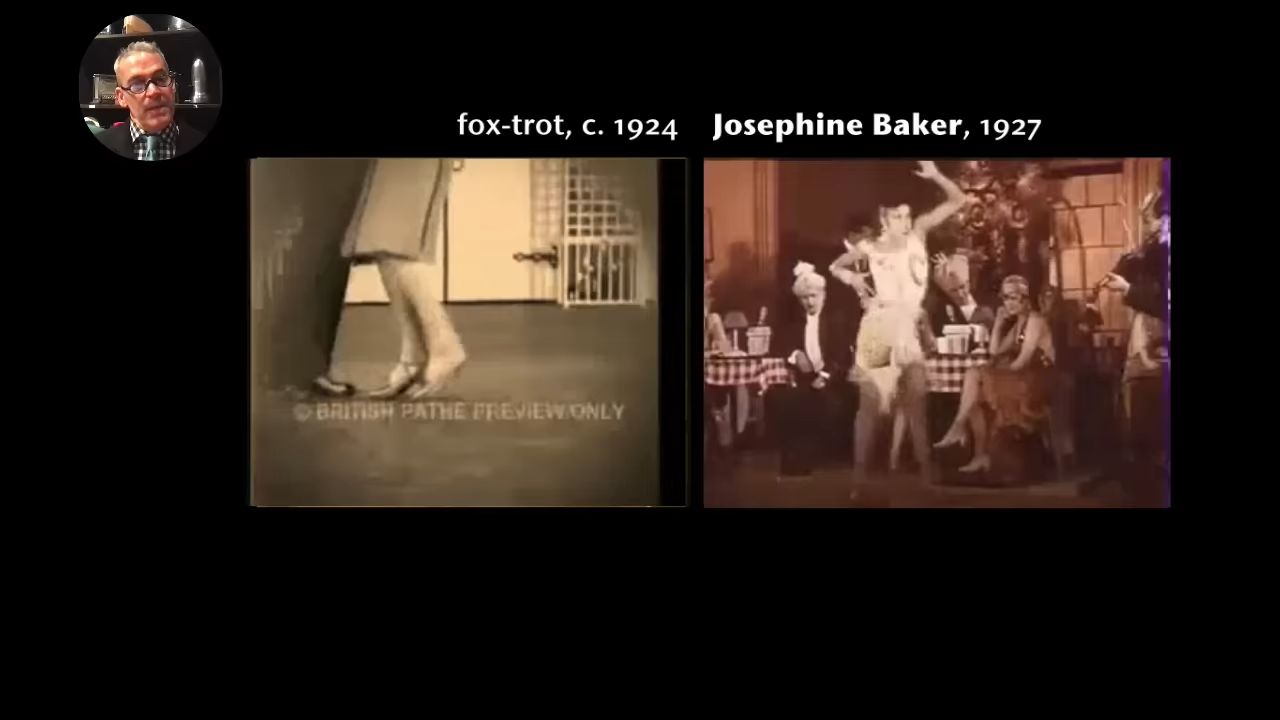 fox-trot, c. 1924
Josephine Baker, 1927
© BRITISH PATHE PREVIEW ONLY